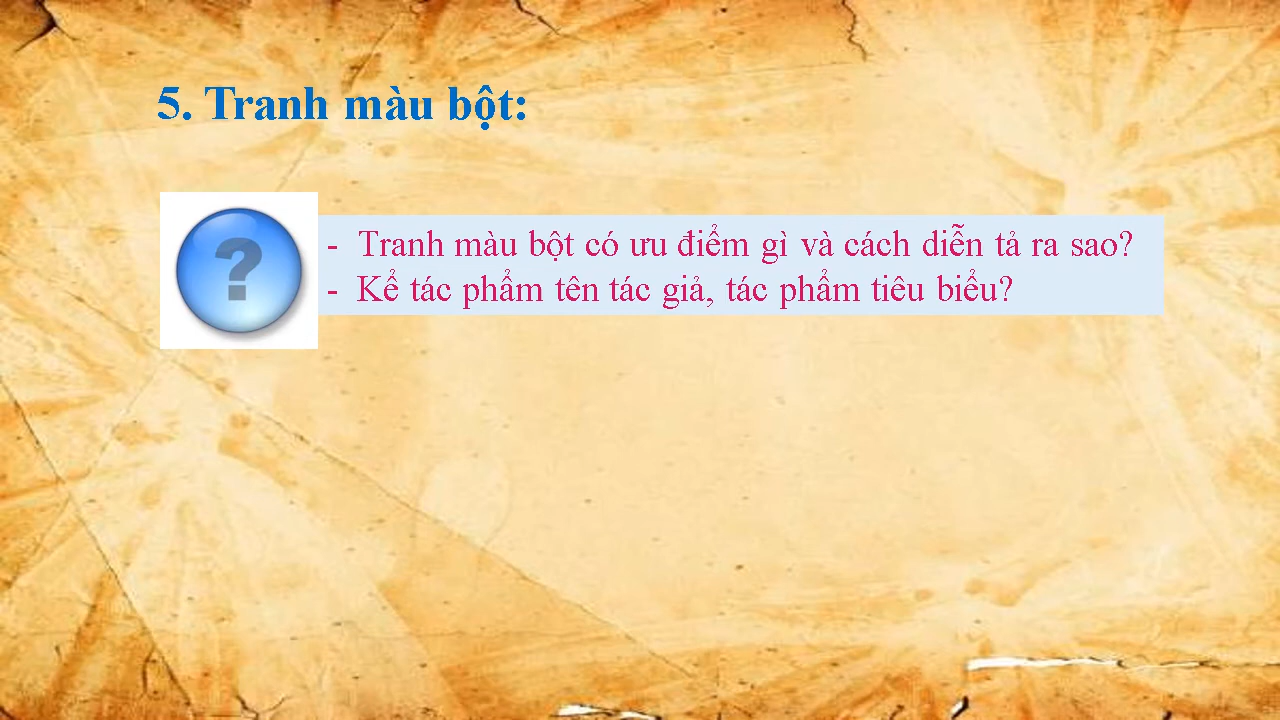 5. Tranh màu bột:
?
- Tranh màu bột có ưu điểm gì và cách diễn tả ra sao?
- Kể tác phẩm tên tác giả, tác phẩm tiêu biểu?